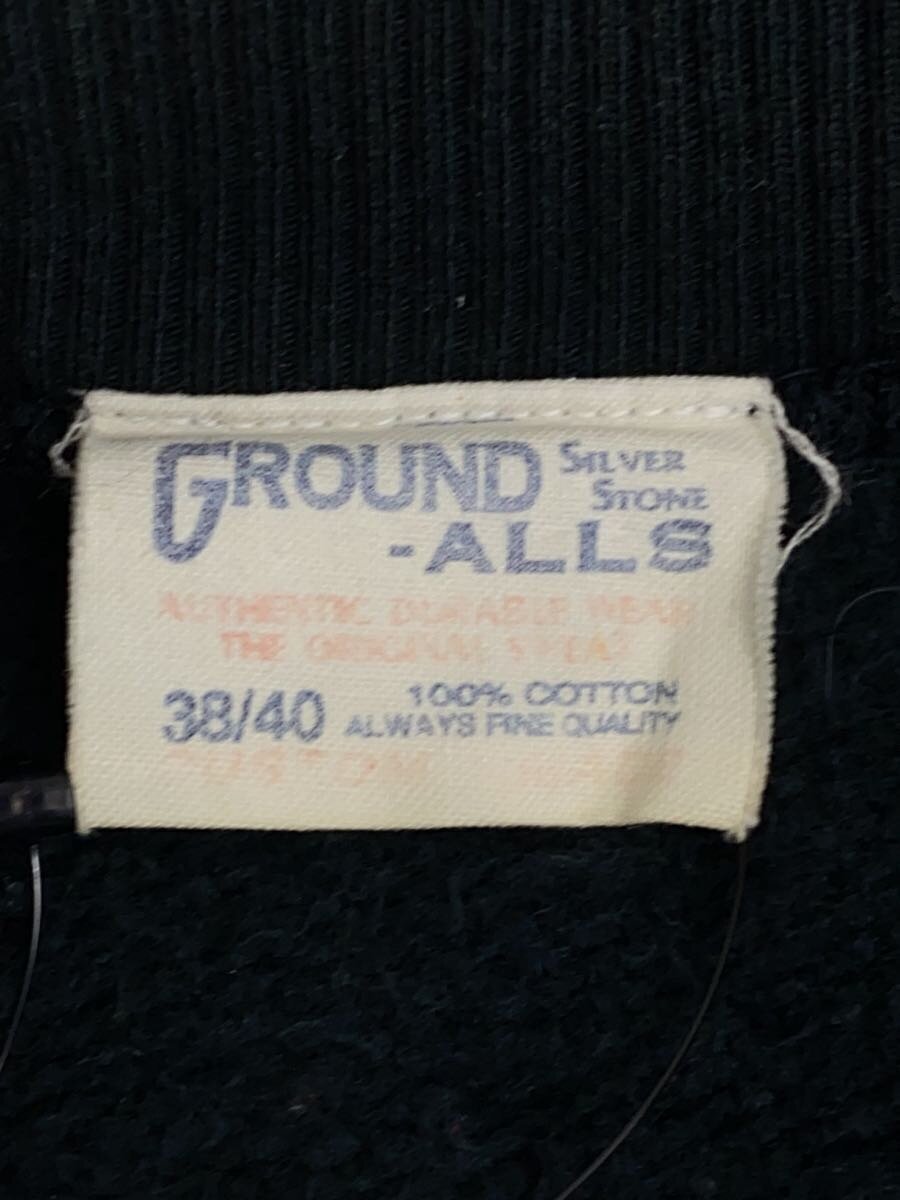 GROUND SILVER STONE
-ALLS
AUTHENTIC DURABLE WEAR
THE ORIGINAL
38/40 100% COTTON
ALWAYS FINE QUALITY